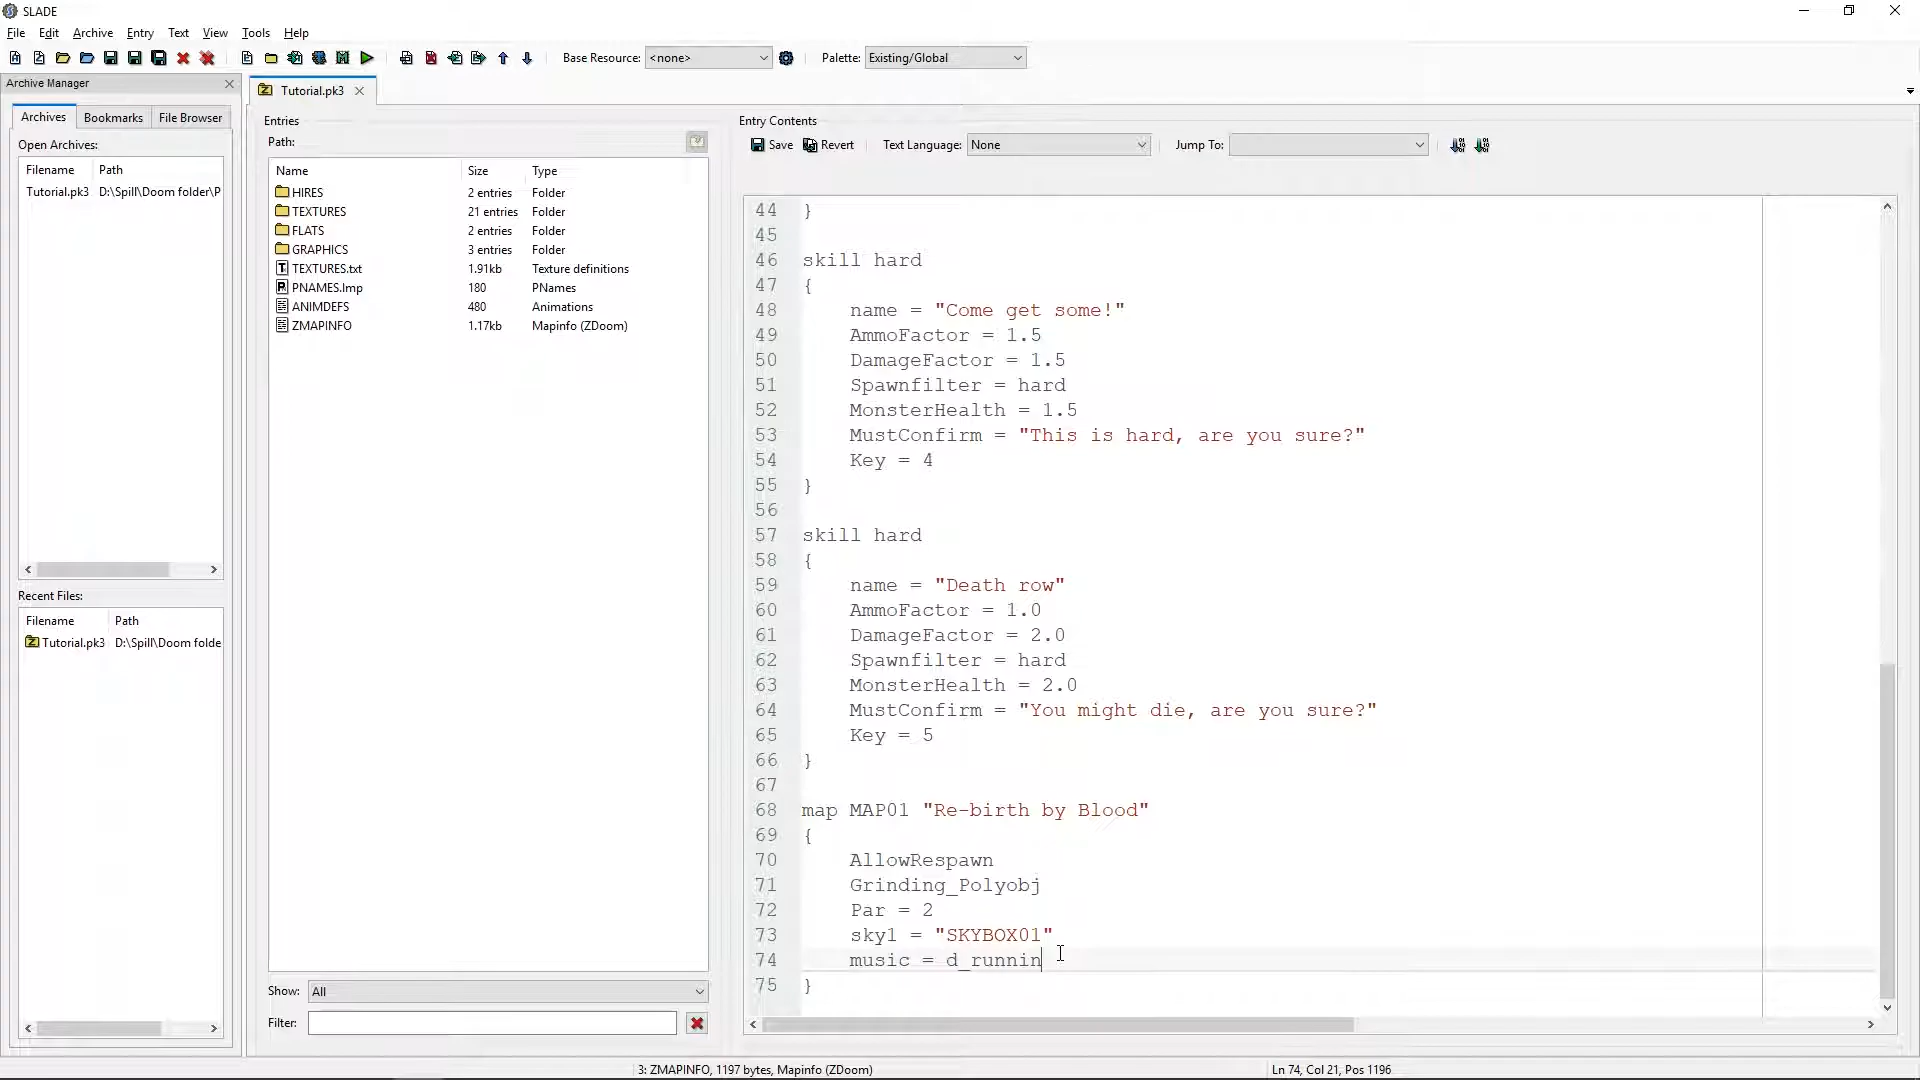 SLADE
File Edit Archive Entry Text View Tools Help
Base Resource: <none> Palette: Existing/Global
Archive Manager
Tutorial.pk3
Archives Bookmarks File Browser
Open Archives:
Filename Path
Tutorial.pk3 D:\Spill\Doom folder\P
Recent Files:
Filename Path
Tutorial.pk3 D:\Spill\Doom folde
Entries
Path:
Name Size Type
HIRES 2 entries Folder
TEXTURES 21 entries Folder
FLATS 2 entries Folder
GRAPHICS 3 entries Folder
TEXTURES.txt 1.91kb Texture definitions
PNAMES.lmp 180 PNames
ANIMDEFS 480 Animations
ZMAPINFO 1.17kb Mapinfo (ZDoom)
Show: All
Filter:
Entry Contents
Save Revert Text Language: None Jump To:
44 }
45
46 skill hard
47 {
48 name = "Come get some!"
49 AmmoFactor = 1.5
50 DamageFactor = 1.5
51 Spawnfilter = hard
52 MonsterHealth = 1.5
53 MustConfirm = "This is hard, are you sure?"
54 Key = 4
55 }
56
57 skill hard
58 {
59 name = "Death row"
60 AmmoFactor = 1.0
61 DamageFactor = 2.0
62 Spawnfilter = hard
63 MonsterHealth = 2.0
64 MustConfirm = "You might die, are you sure?"
65 Key = 5
66 }
67
68 map MAP01 "Re-birth by Blood"
69 {
70 AllowRespawn
71 Grinding_Polyobj
72 Par = 2
73 sky1 = "SKYBOX01"
74 music = d_runnin
75 }
3: ZMAPINFO, 1197 bytes, Mapinfo (ZDoom) Ln 74, Col 21, Pos 1196